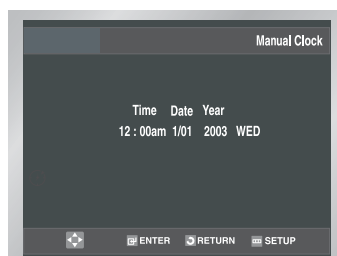 Manual Clock
Time Date Year
12 : 00am 1/01 2003 WED
ENTER RETURN SETUP